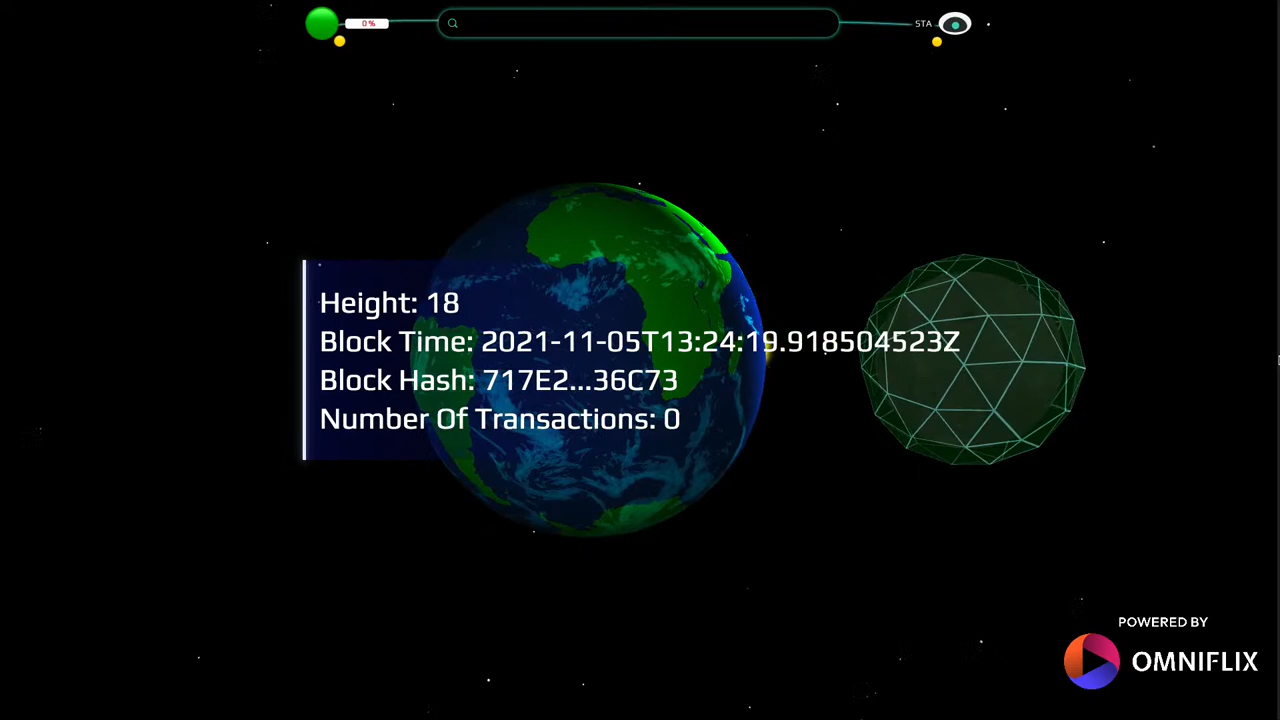 0 %
STA
Height: 18
Block Time: 2021-11-05T13:24:19.918504523Z
Block Hash: 717E2...36C73
Number Of Transactions: 0
POWERED BY
OMNIFLIX